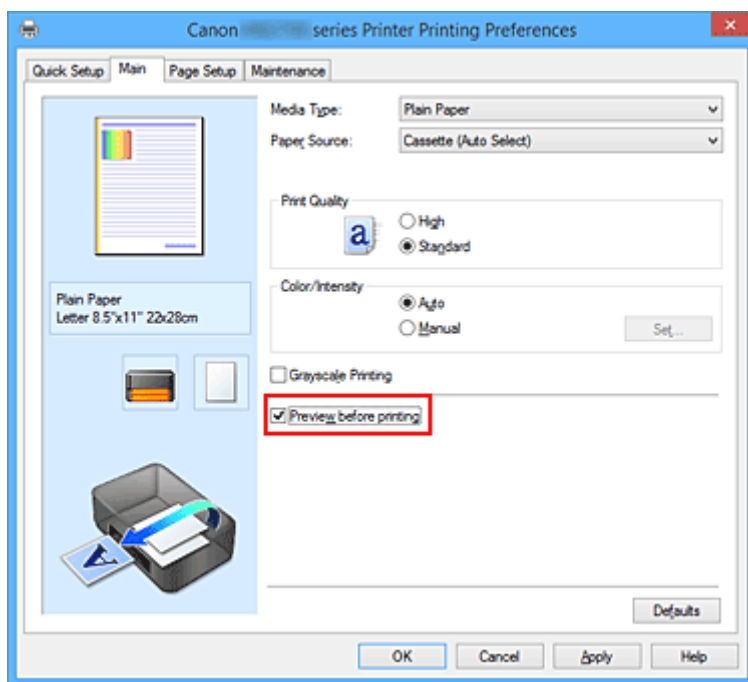 Canon series Printer Printing Preferences
Quick Setup Main Page Setup Maintenance
Media Type: Plain Paper
Paper Source: Cassette (Auto Select)
Print Quality
a
High
Standard
Plain Paper
Letter 8.5"x11" 22x28cm
Color/Intensity
Auto
Manual
Set...
Grayscale Printing
Preview before printing
A
Defaults
OK Cancel Apply Help